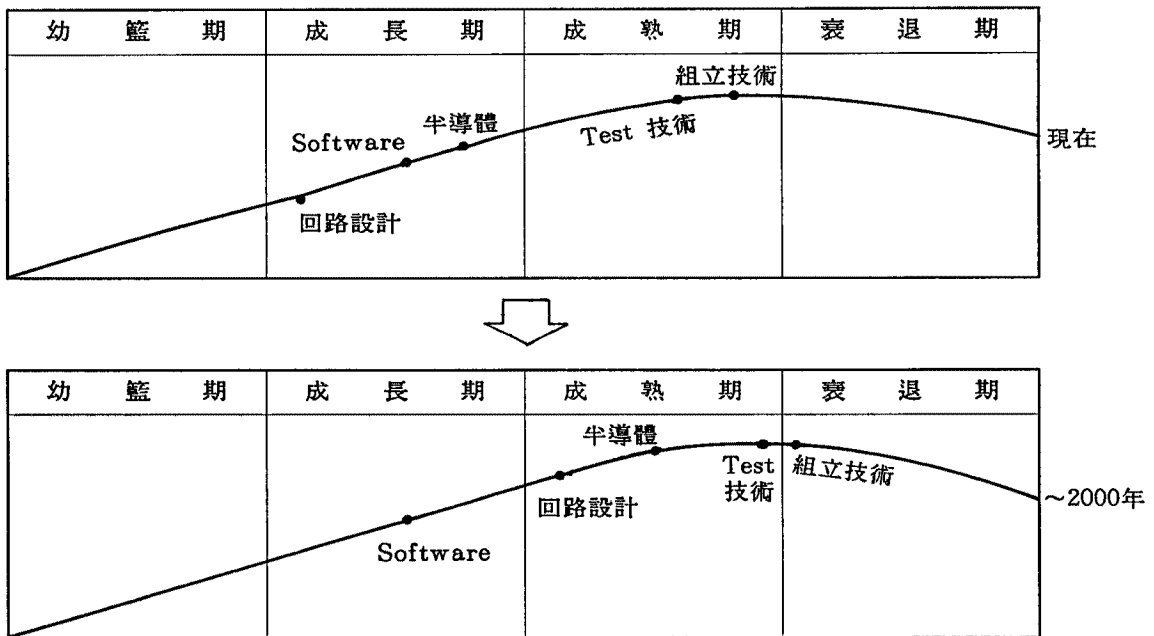 幼籃期 成長期 成熟期 衰退期
組立技術
半導體
Test 技術
Software
現在
回路設計
幼籃期 成長期 成熟期 衰退期
半導體
Test
技術
組立技術
回路設計
~2000年
Software